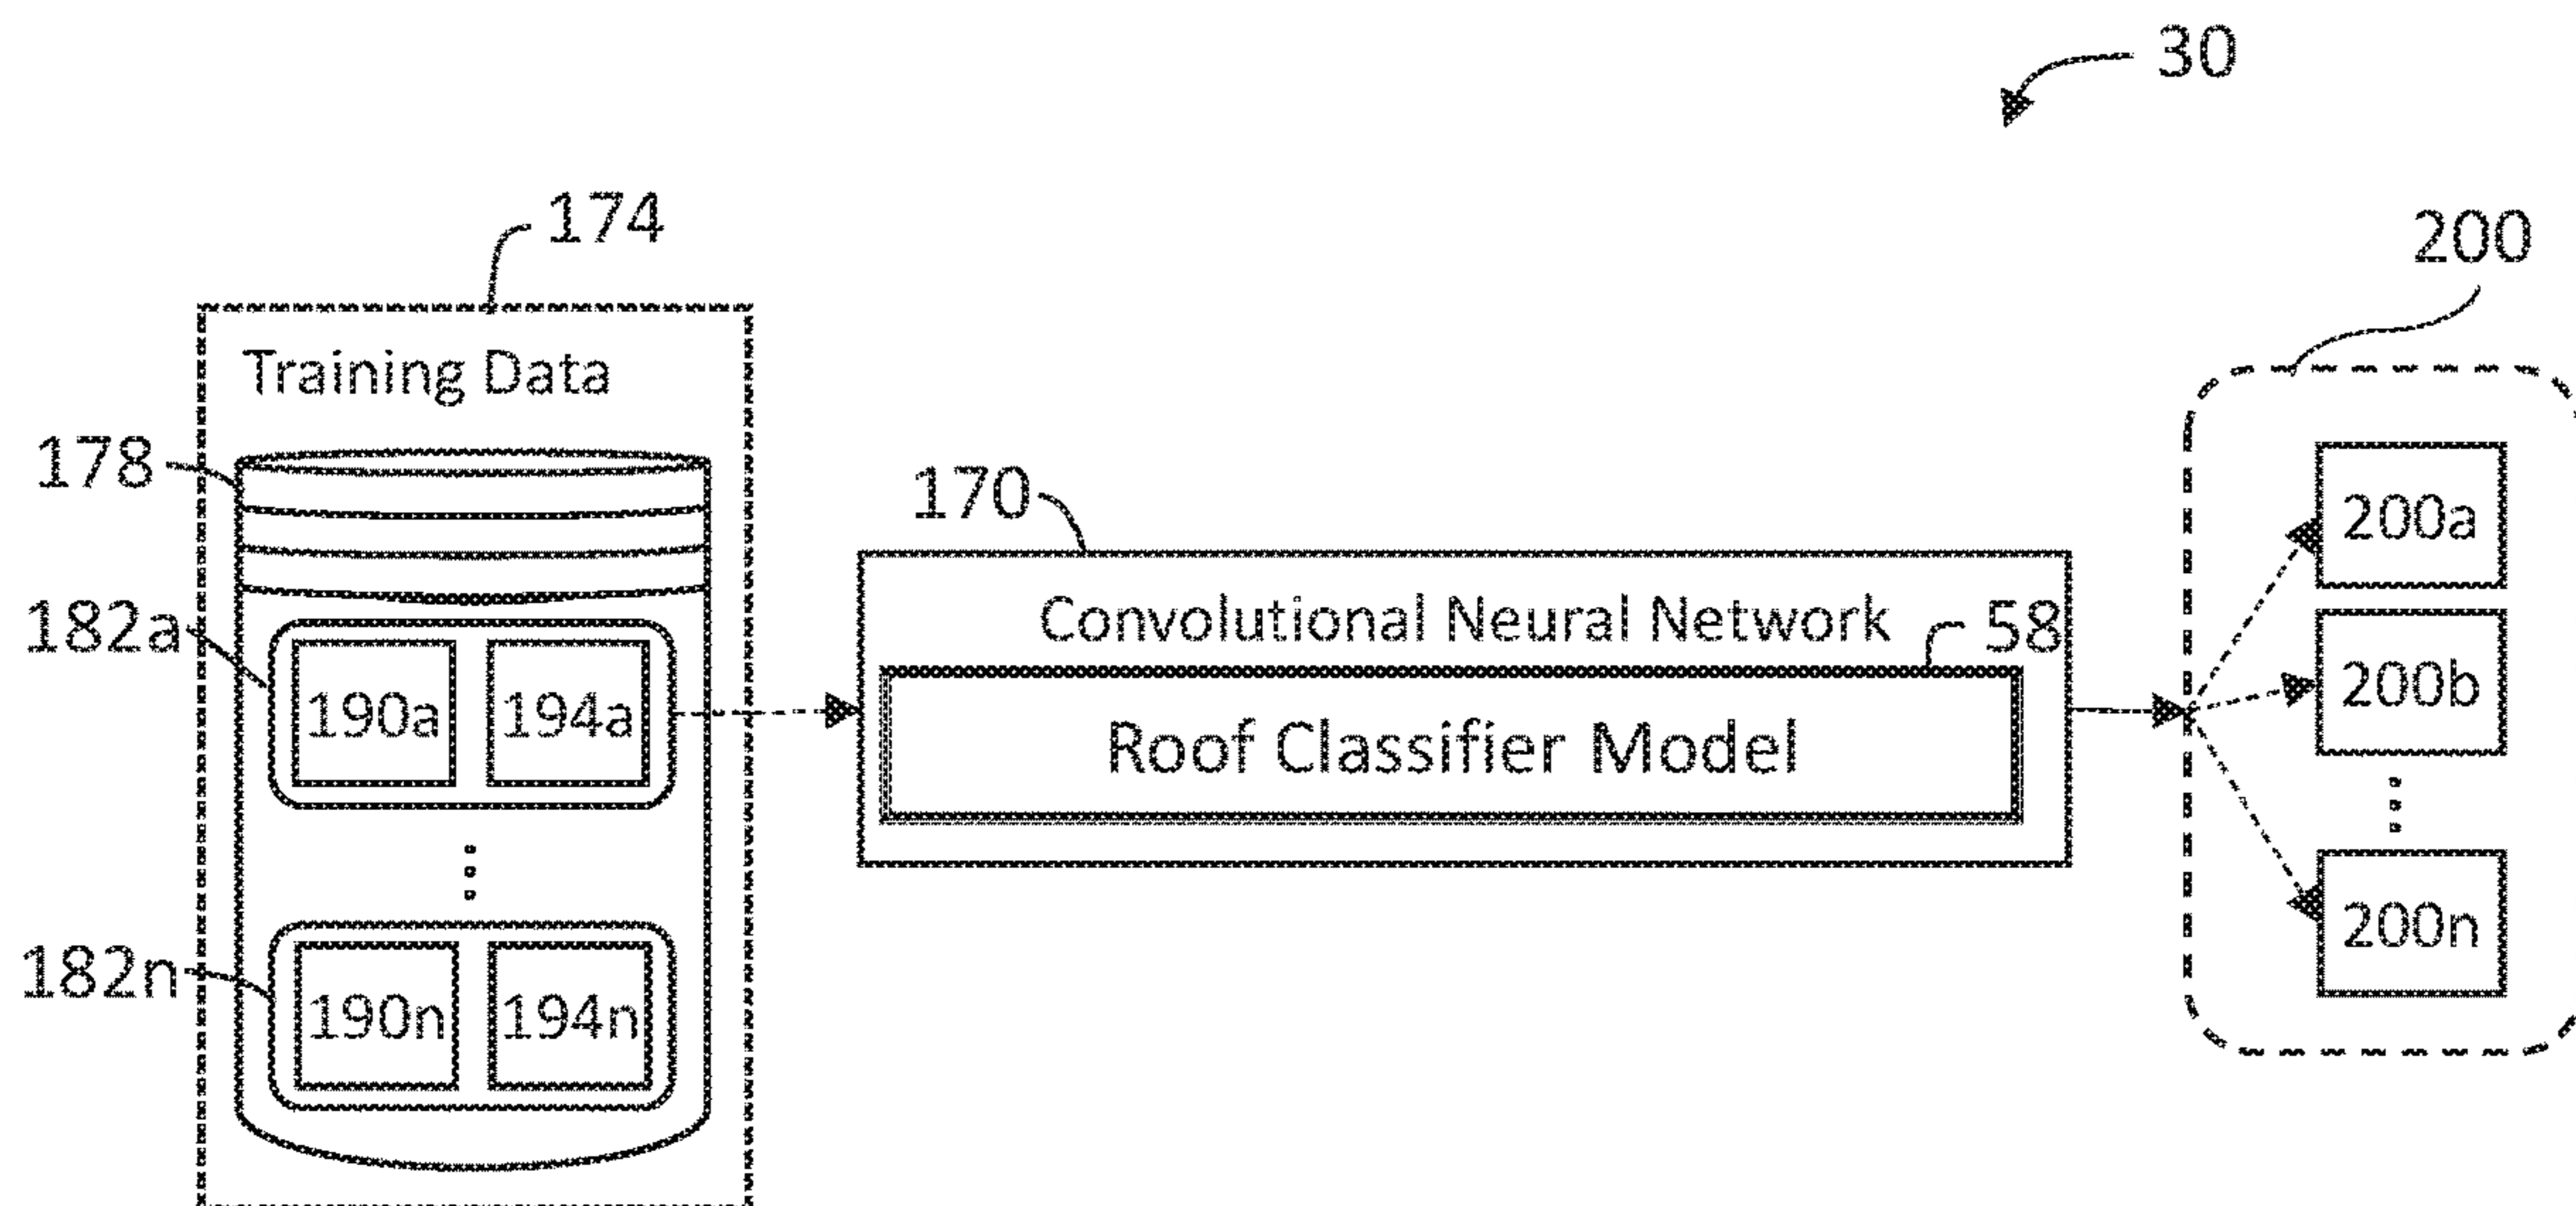 30
174
200
Training Data
178
170
200a
182a
Convolutional Neural Network
58
190a
194a
Roof Classifier Model
200b
182n
190n
194n
200n